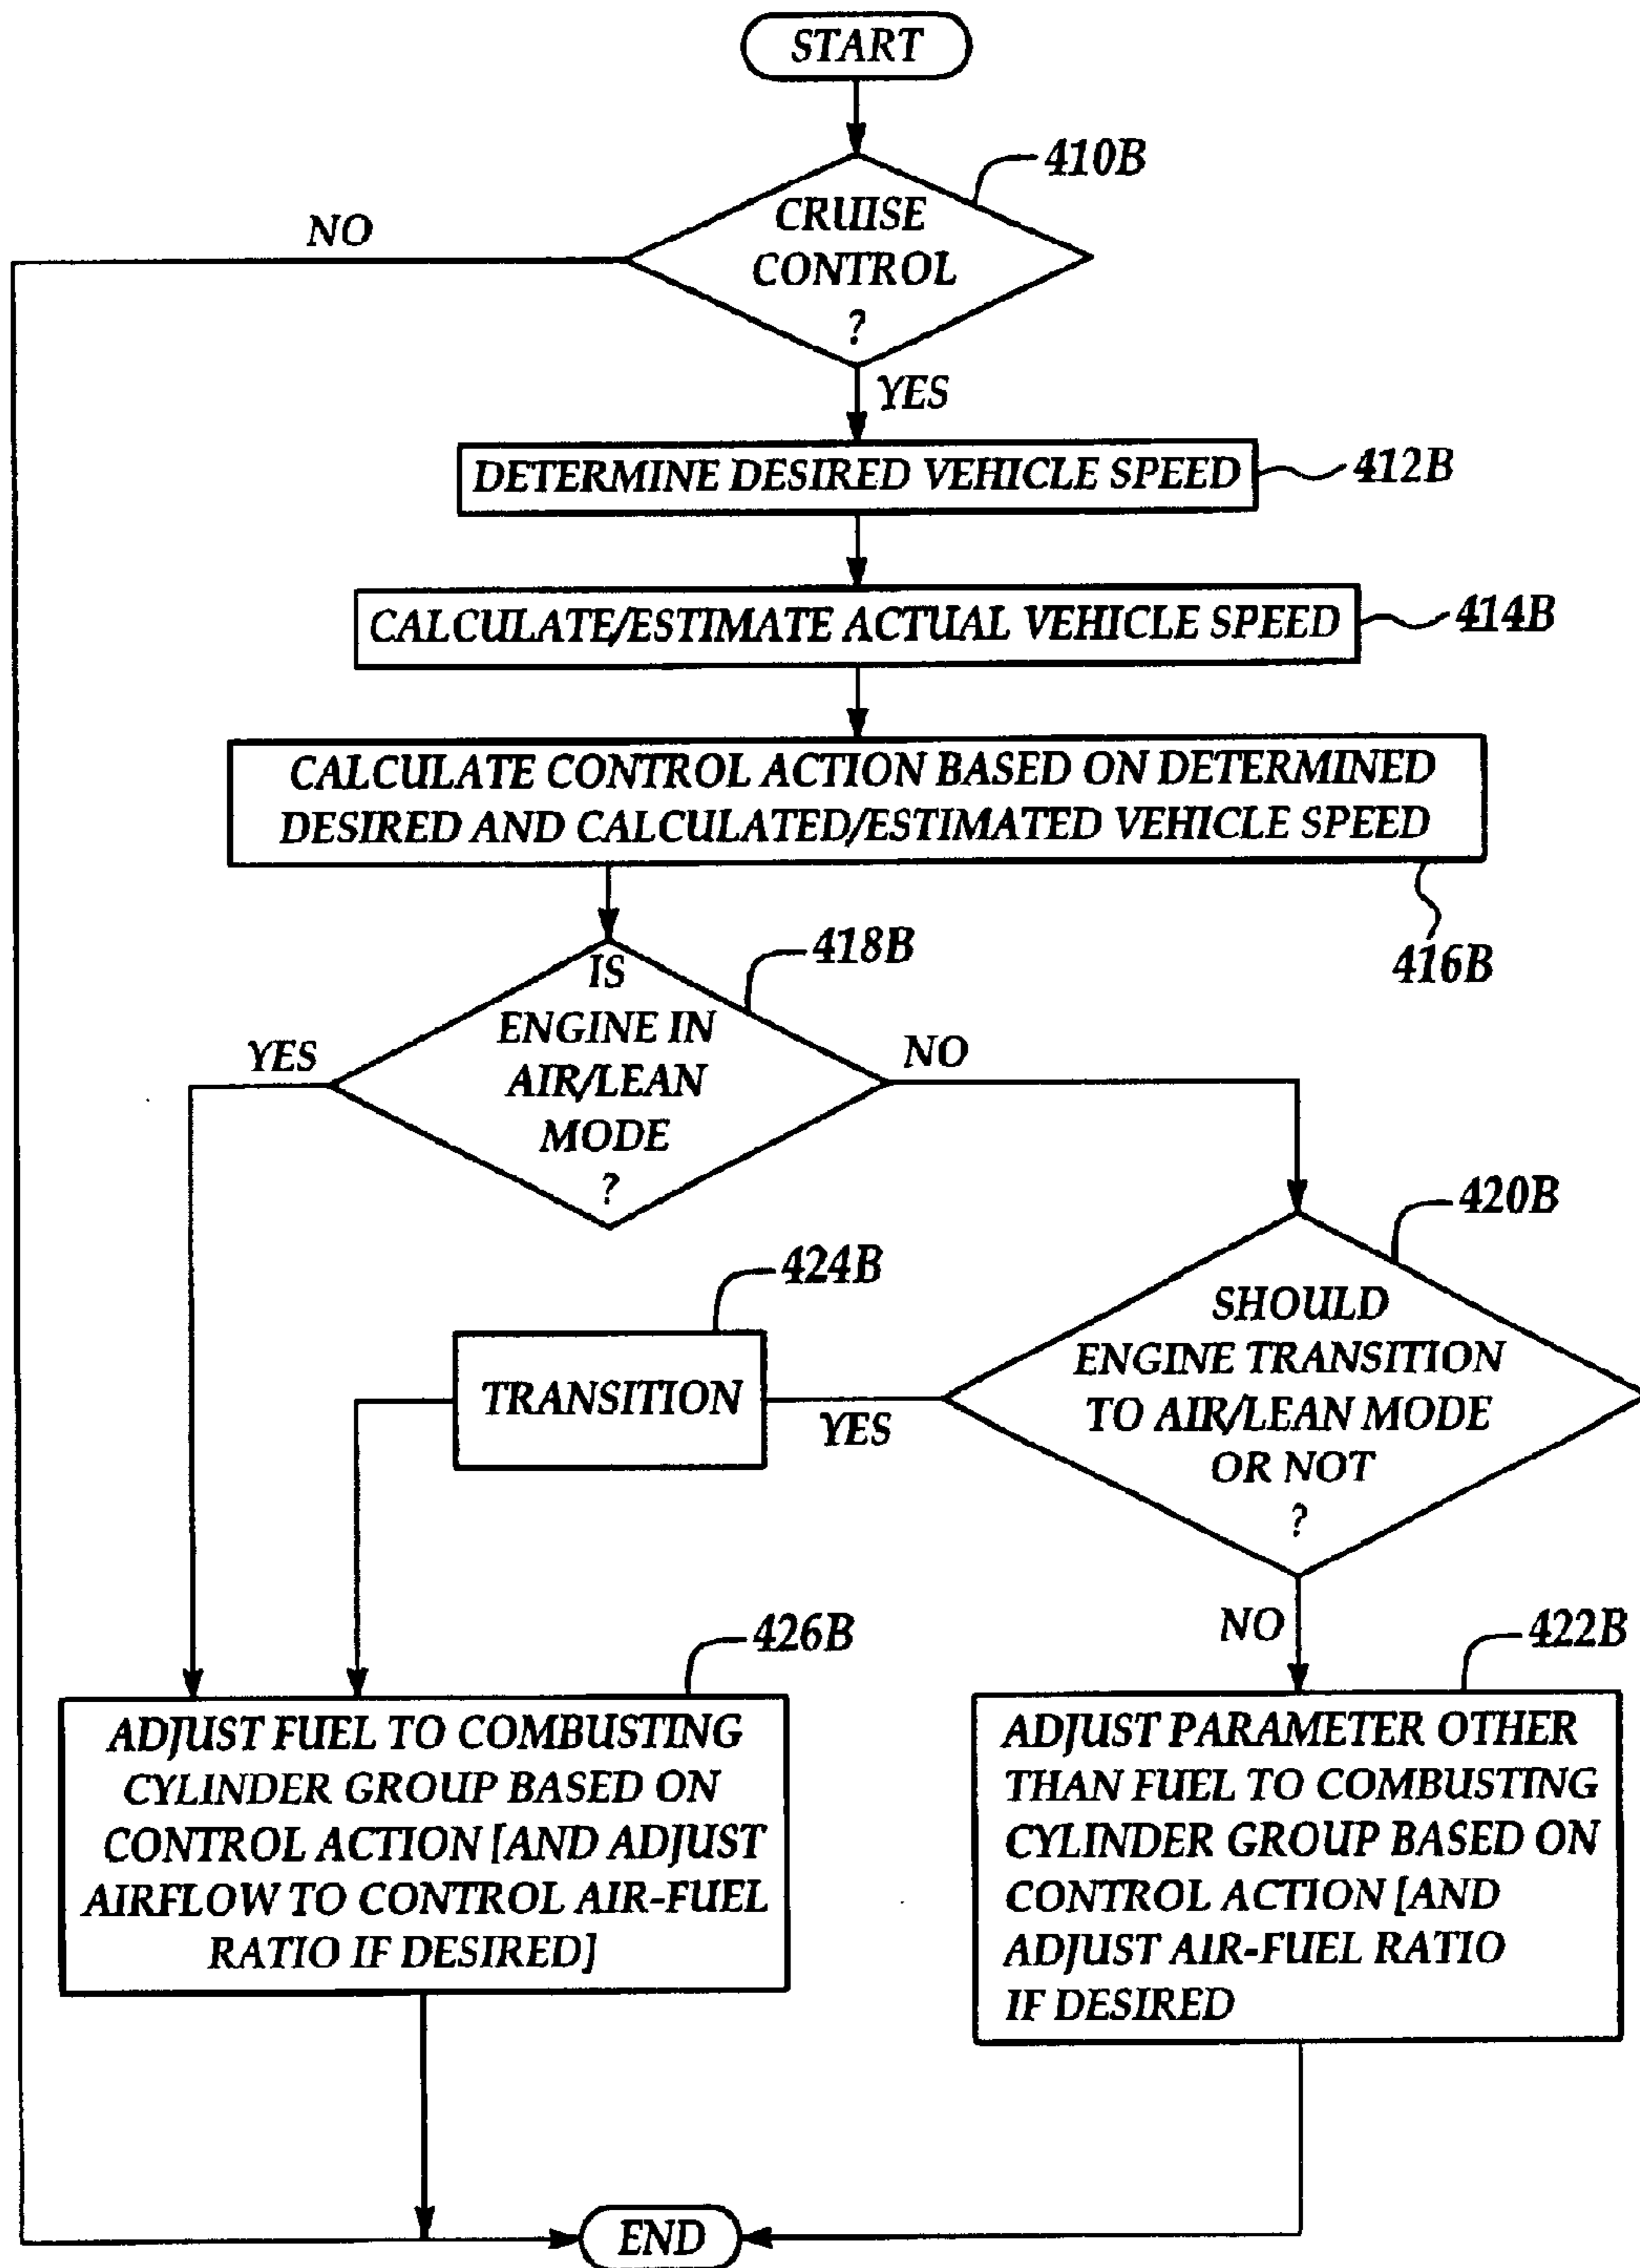 START
410B
CRUISE
CONTROL
?
NO
YES
DETERMINE DESIRED VEHICLE SPEED
412B
CALCULATE/ESTIMATE ACTUAL VEHICLE SPEED
414B
CALCULATE CONTROL ACTION BASED ON DETERMINED
DESIRED AND CALCULATED/ESTIMATED VEHICLE SPEED
416B
418B
IS
ENGINE IN
AIR/LEAN
MODE
?
YES
NO
420B
SHOULD
ENGINE TRANSITION
TO AIR/LEAN MODE
OR NOT
?
424B
TRANSITION
YES
NO
426B
ADJUST FUEL TO COMBUSTING
CYLINDER GROUP BASED ON
CONTROL ACTION [AND ADJUST
AIRFLOW TO CONTROL AIR-FUEL
RATIO IF DESIRED]
422B
ADJUST PARAMETER OTHER
THAN FUEL TO COMBUSTING
CYLINDER GROUP BASED ON
CONTROL ACTION [AND
ADJUST AIR-FUEL RATIO
IF DESIRED
END